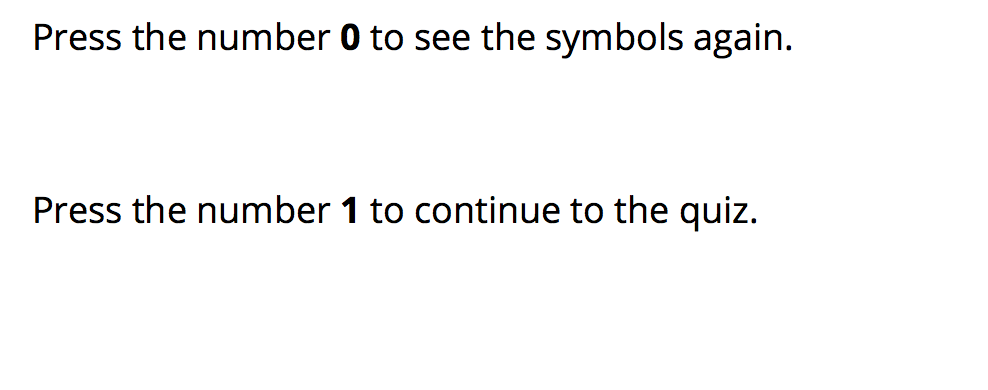 Press the number 0 to see the symbols again.
Press the number 1 to continue to the quiz.